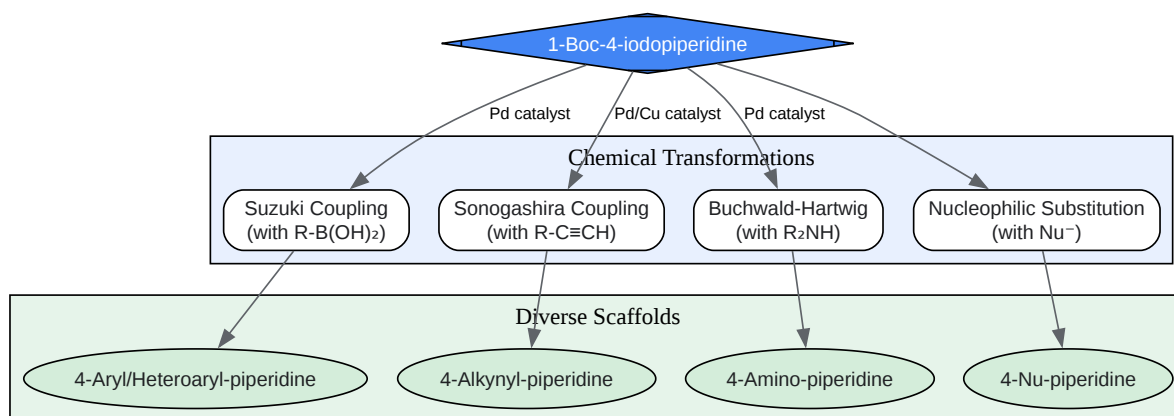 1-Boc-4-iodopiperidine
Pd catalyst
Pd/Cu catalyst
Pd catalyst
Chemical Transformations
Suzuki Coupling
(with R-B(OH)₂)
Sonogashira Coupling
(with R-C≡CH)
Buchwald-Hartwig
(with R₂NH)
Nucleophilic Substitution
(with Nu⁻)
Diverse Scaffolds
4-Aryl/Heteroaryl-piperidine
4-Alkynyl-piperidine
4-Amino-piperidine
4-Nu-piperidine